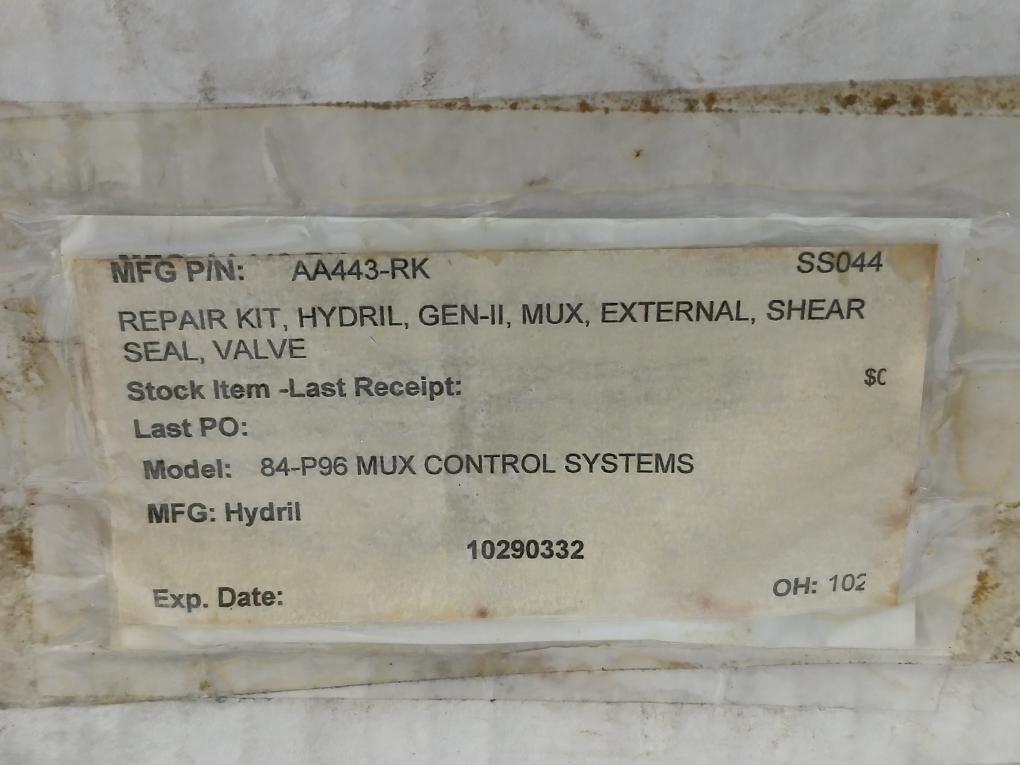 MFG P/N: AA443-RK SS044
REPAIR KIT, HYDRIL, GEN-II, MUX, EXTERNAL, SHEAR
SEAL, VALVE
Stock Item -Last Receipt: $
Last PO:
Model: 84-P96 MUX CONTROL SYSTEMS
MFG: Hydril
10290332
Exp. Date: OH: 102